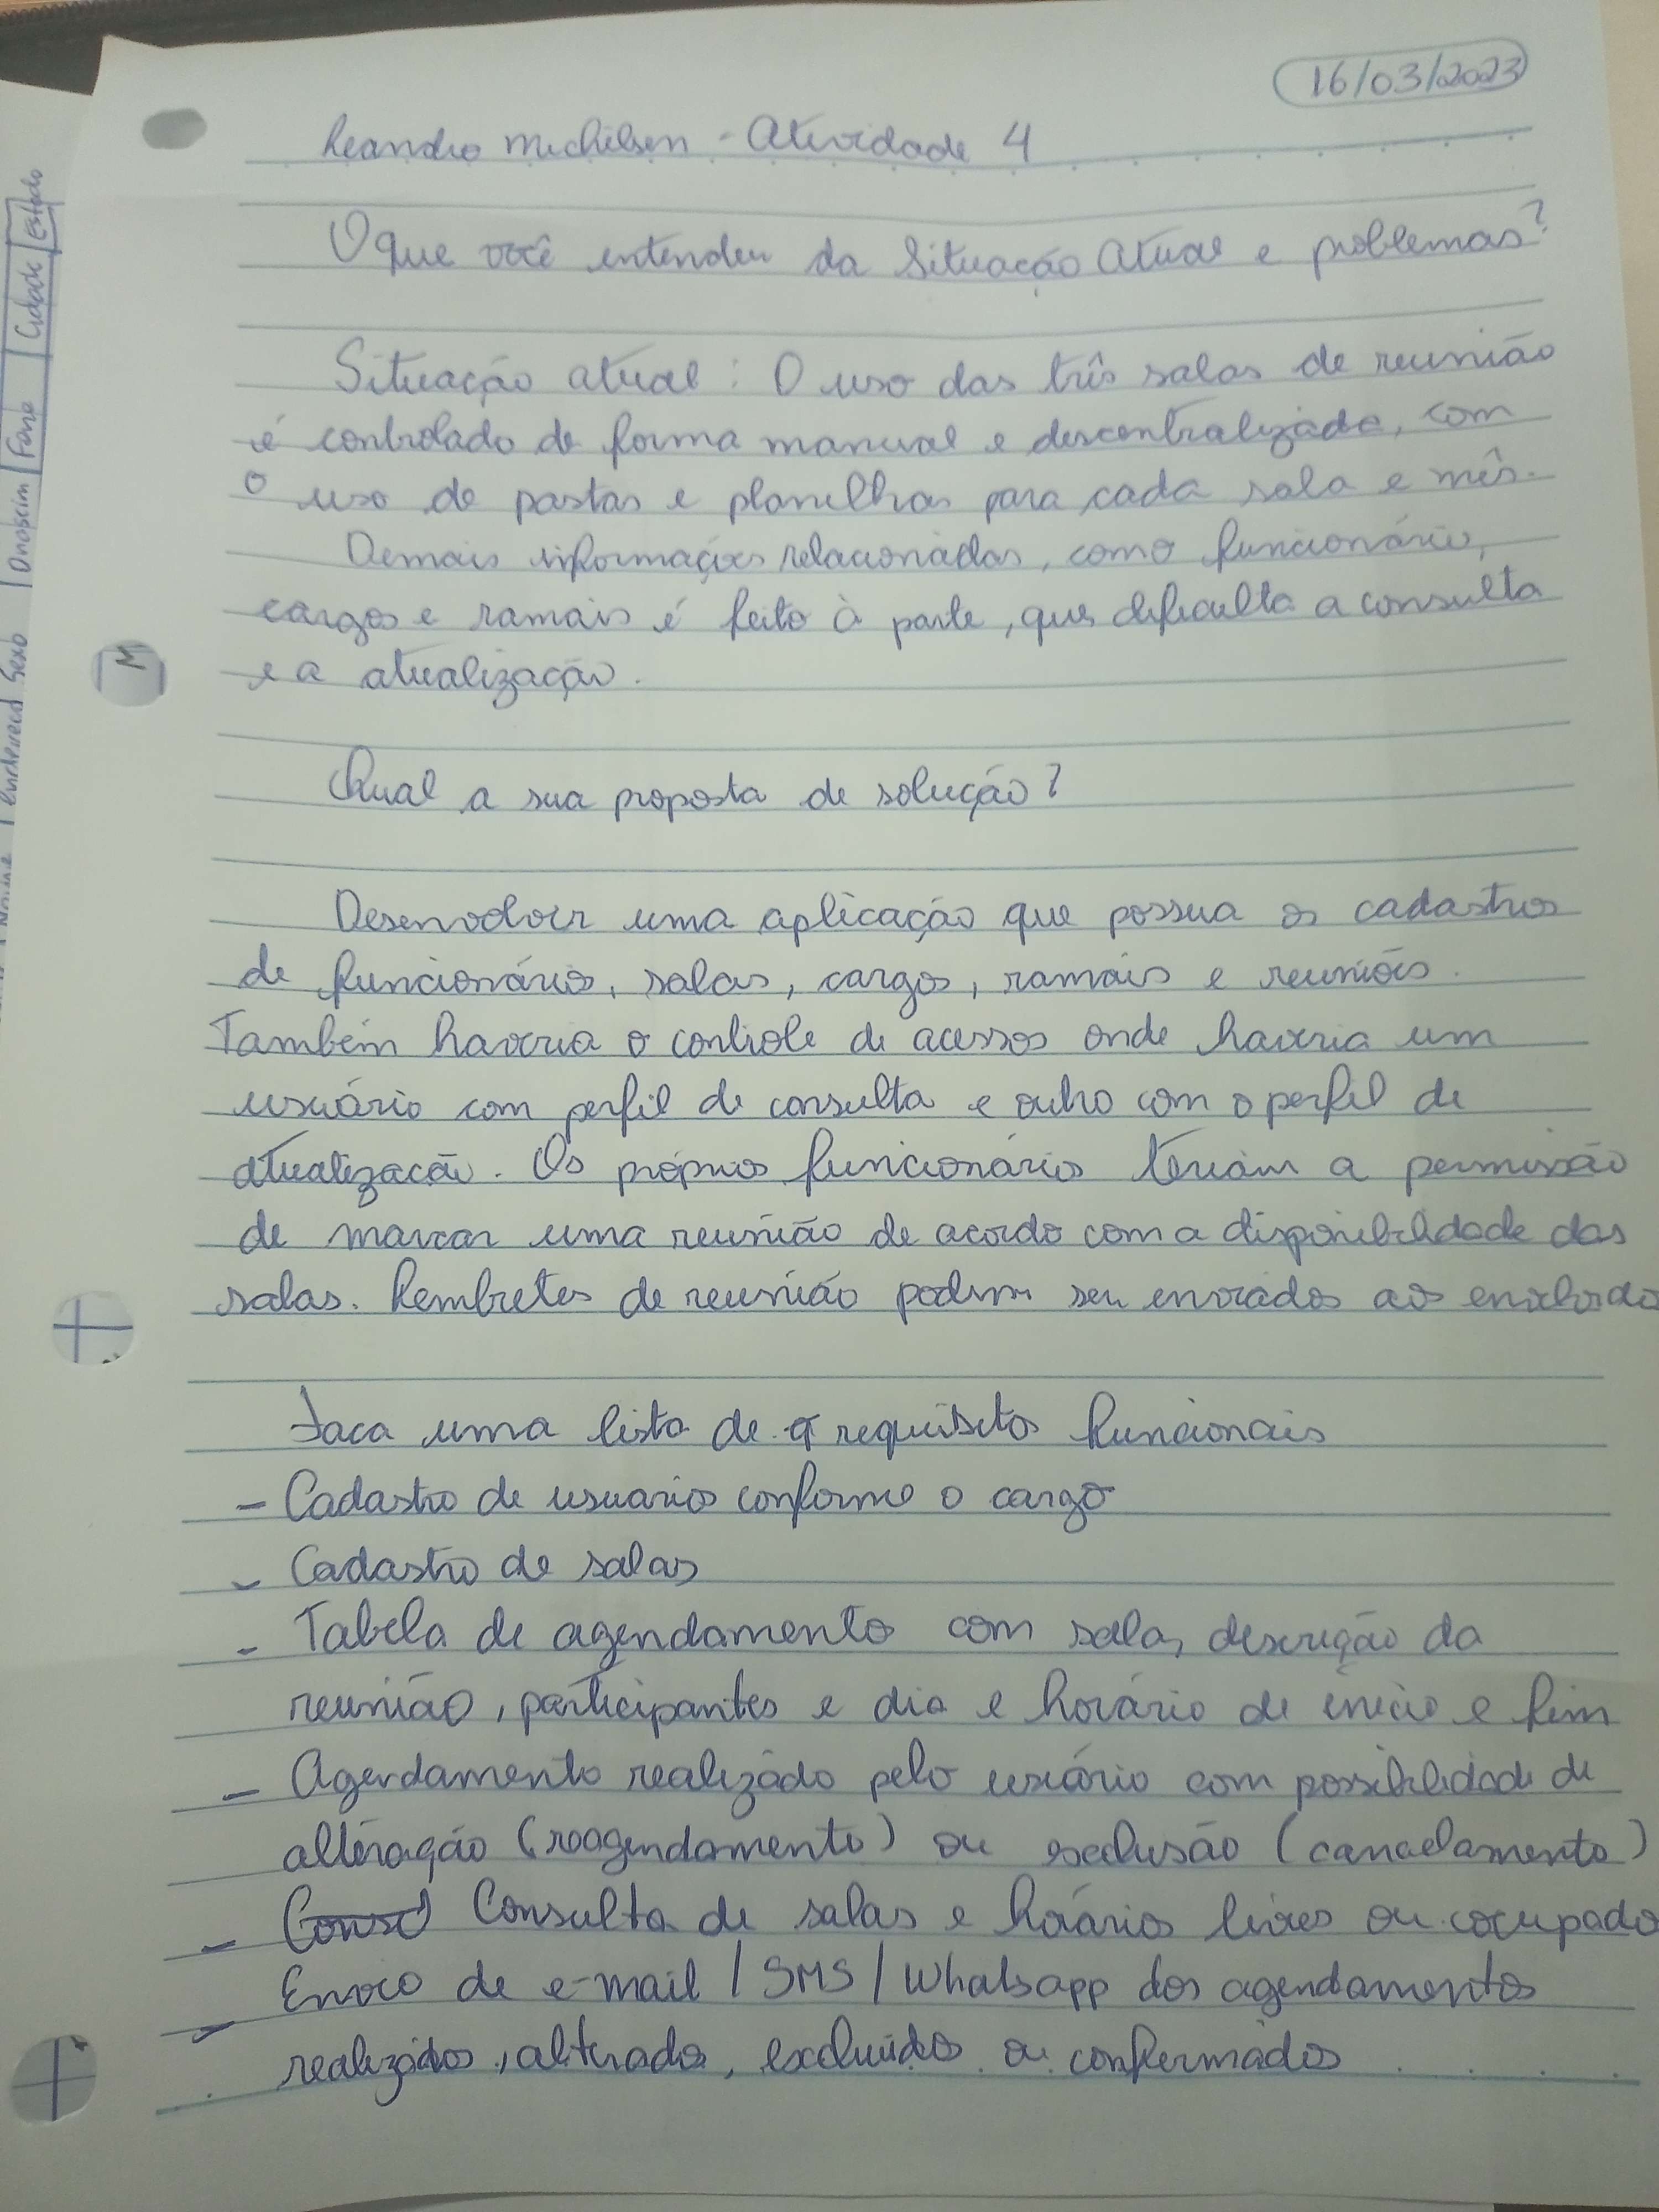 16/03/2023
Leandro Michelsen - Atividade 4
O que você entendeu da Situação Atual e problemas?
Situação atual: O uso das três salas de reunião
é controlado de forma manual e descentralizada, com
o uso de pastas e planilhas para cada sala e mês.
Demais informações relacionadas, como funcionário,
cargos e ramais é feito à parte, que dificulta a consulta
e a atualização.
Qual a sua proposta de solução?
Desenvolver uma aplicação que possua os cadastros
de funcionários, salas, cargos, ramais e reuniões.
Também haveria o controle de acessos onde haveria um
usuário com perfil de consulta e outro com o perfil de
atualização. Os próprios funcionários teriam a permissão
de marcar uma reunião de acordo com a disponibilidade das
salas. Lembretes de reunião podem ser enviados aos
Faca uma lista de requisitos funcionais
- Cadastro de usuarios conforme o cargo
- Cadastro de salas
- Tabela de agendamento com sala, descrição da
reunião, participantes e dia e horário de início e fim
- Agendamento realizado pelo usuário com possibilidade de
alteração (reagendamento) ou exclusão (cancelamento)
- Consulta de salas e horários livres ou ocupado
- Envio de e-mail / SMS / Whatsapp dos agendamentos
realizados, alterados, excluídos ou confirmados
Estado
Cidade
Fone
Dnascim
Sexo
M